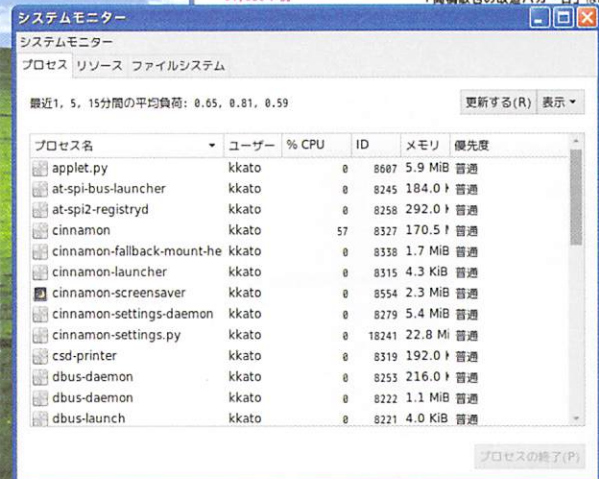 システムモニター
システムモニター
プロセス リソース ファイルシステム
最近1, 5, 15分間の平均負荷: 0.65, 0.81, 0.59 更新する(R) 表示
プロセス名 ユーザー % CPU ID メモリ 優先度
applet.py kkato 0 8607 5.9 MiB 普通
at-spi-bus-launcher kkato 0 8245 184.0 普通
at-spi2-registryd kkato 0 8258 292.0 普通
cinnamon kkato 57 8327 170.5 普通
cinnamon-fallback-mount-he kkato 0 8338 1.7 MiB 普通
cinnamon-launcher kkato 0 8315 4.3 KiB 普通
cinnamon-screensaver kkato 0 8554 2.3 MiB 普通
cinnamon-settings-daemon kkato 0 8279 5.4 MiB 普通
cinnamon-settings.py kkato 0 18241 22.8 Mi 普通
csd-printer kkato 0 8319 192.0 普通
dbus-daemon kkato 0 8253 216.0 普通
dbus-daemon kkato 0 8222 1.1 MiB 普通
dbus-launch kkato 0 8221 4.0 KiB 普通
プロセスの終了(P)